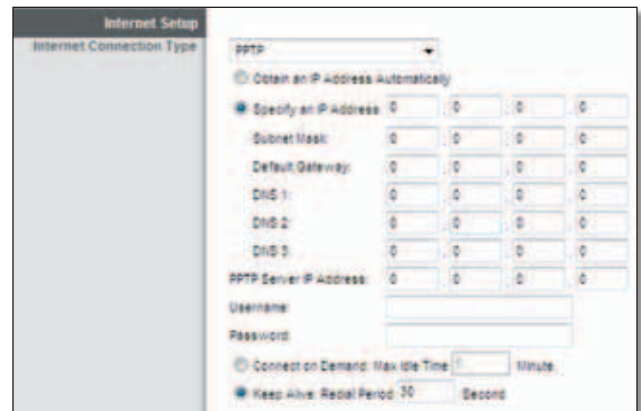 Internet Setup
Internet Connection Type
PPTP
Obtain an IP Address Automatically
Specify an IP Address: 0 . 0 . 0 . 0
Subnet Mask: 0 . 0 . 0 . 0
Default Gateway: 0 . 0 . 0 . 0
DNS 1: 0 . 0 . 0 . 0
DNS 2: 0 . 0 . 0 . 0
DNS 3: 0 . 0 . 0 . 0
PPTP Server IP Address: 0 . 0 . 0 . 0
Username:
Password:
Connect on Demand: Max Idle Time Minute.
Keep Alive: Redial Period 30 Second